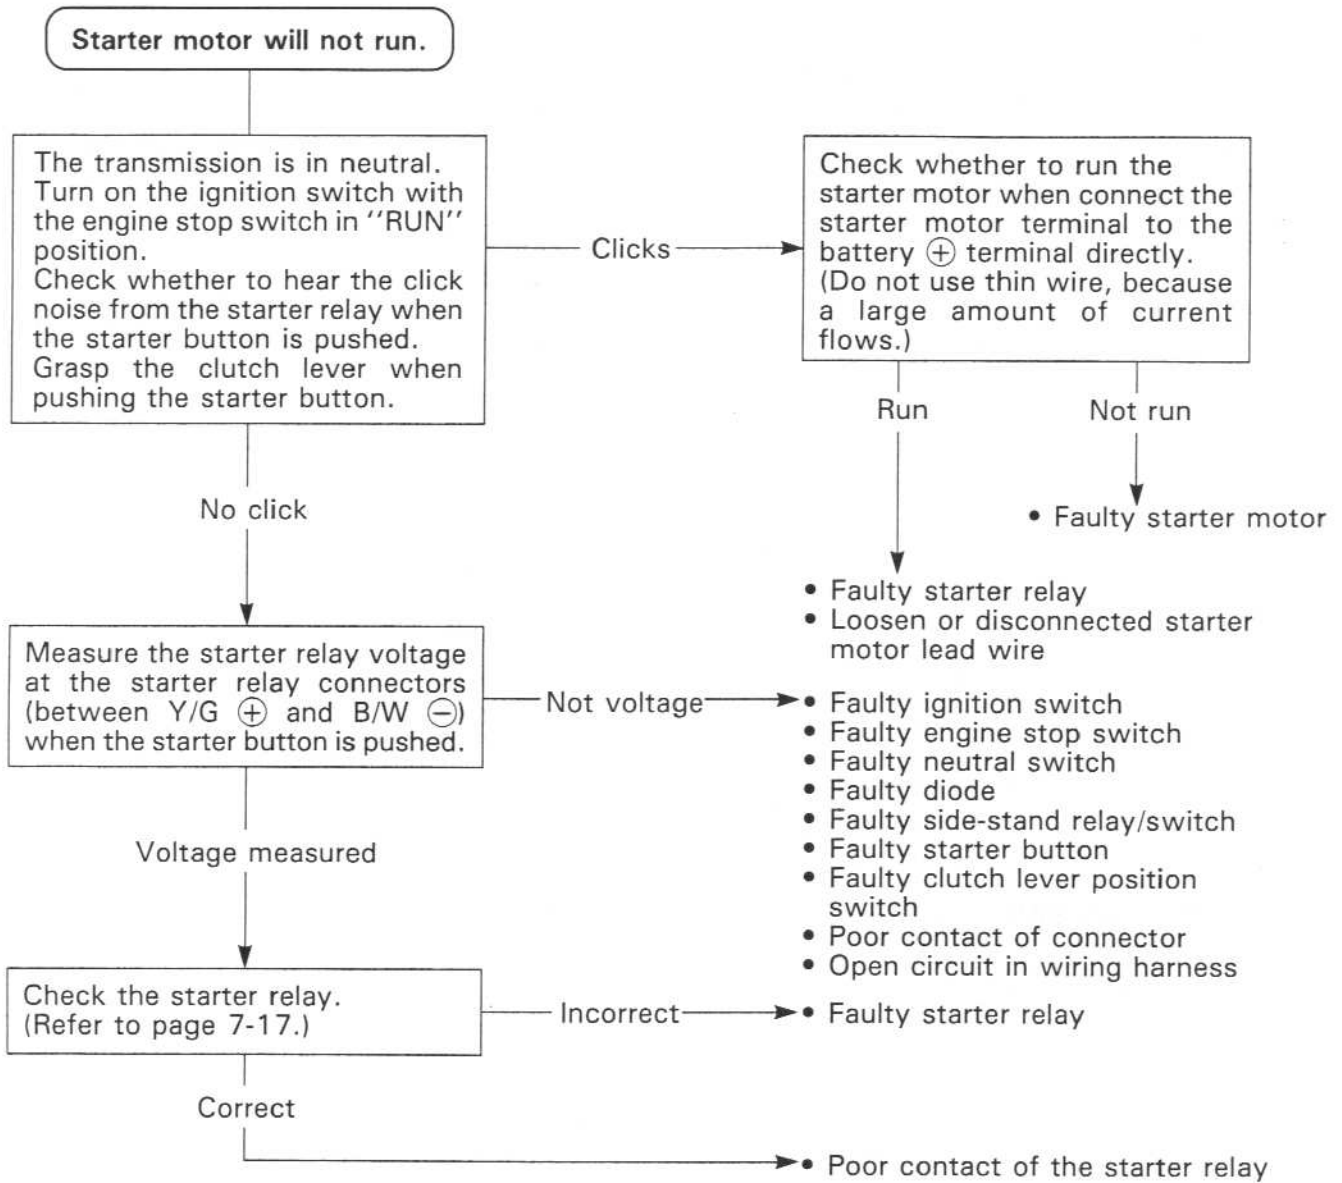 Starter motor will not run.
The transmission is in neutral.
Turn on the ignition switch with
the engine stop switch in ''RUN''
position.
Check whether to hear the click
noise from the starter relay when
the starter button is pushed.
Grasp the clutch lever when
pushing the starter button.
Clicks
Check whether to run the
starter motor when connect the
starter motor terminal to the
battery ⊕ terminal directly.
(Do not use thin wire, because
a large amount of current
flows.)
Run
Not run
• Faulty starter motor
• Faulty starter relay
• Loosen or disconnected starter
motor lead wire
No click
Measure the starter relay voltage
at the starter relay connectors
(between Y/G ⊕ and B/W ⊖)
when the starter button is pushed.
Not voltage
• Faulty ignition switch
• Faulty engine stop switch
• Faulty neutral switch
• Faulty diode
• Faulty side-stand relay/switch
• Faulty starter button
• Faulty clutch lever position
switch
• Poor contact of connector
• Open circuit in wiring harness
Voltage measured
Check the starter relay.
(Refer to page 7-17.)
Incorrect
• Faulty starter relay
Correct
• Poor contact of the starter relay